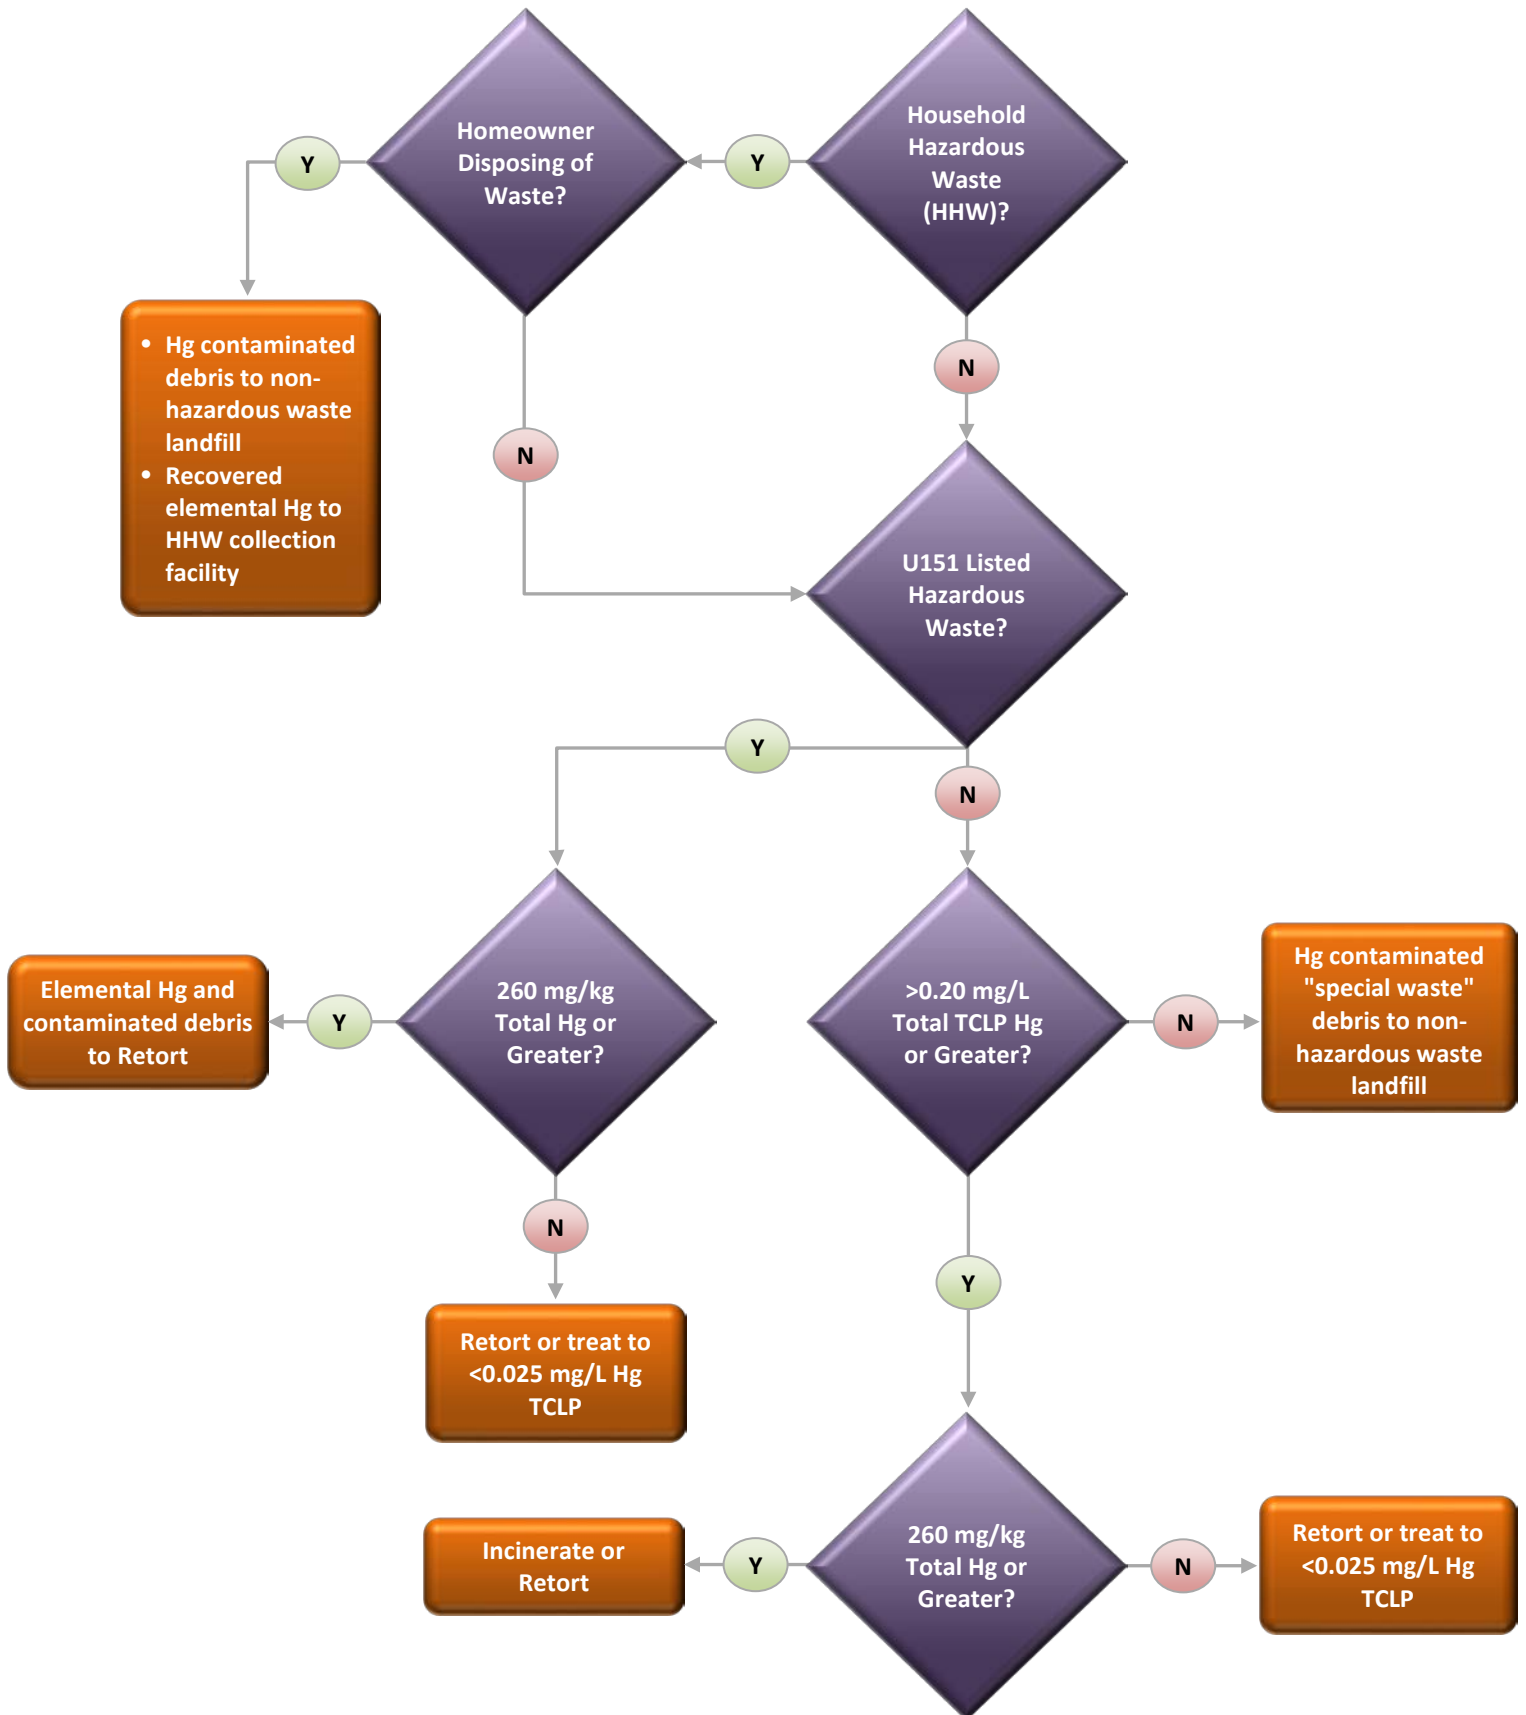 Household
Hazardous
Waste
(HHW)?
Y
Homeowner
Disposing of
Waste?
Y
• Hg contaminated
debris to non-
hazardous waste
landfill
• Recovered
elemental Hg to
HHW collection
facility
N
N
U151 Listed
Hazardous
Waste?
Y
N
260 mg/kg
Total Hg or
Greater?
Y
Elemental Hg and
contaminated debris
to Retort
N
Retort or treat to
<0.025 mg/L Hg
TCLP
>0.20 mg/L
Total TCLP Hg
or Greater?
N
Hg contaminated
"special waste"
debris to non-
hazardous waste
landfill
Y
260 mg/kg
Total Hg or
Greater?
Y
Incinerate or
Retort
N
Retort or treat to
<0.025 mg/L Hg
TCLP